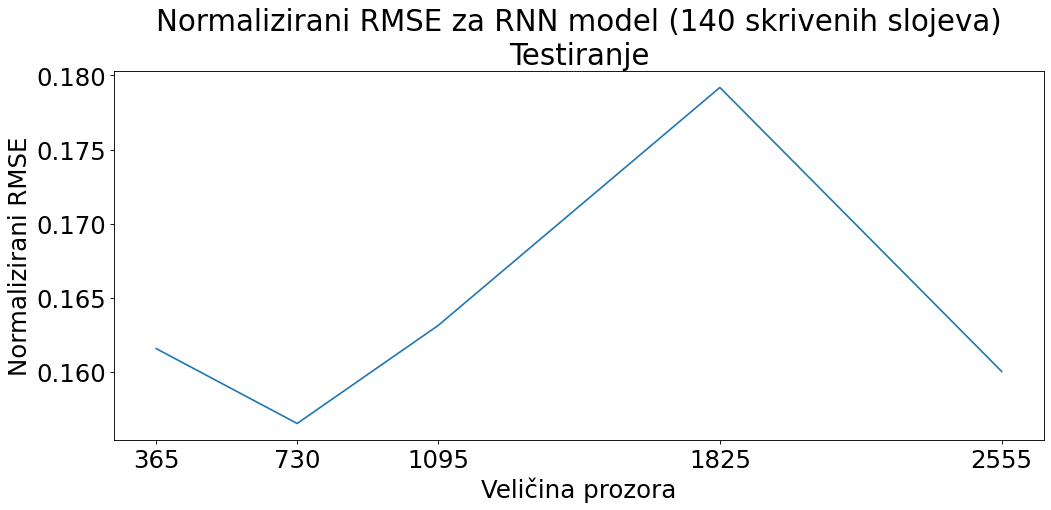 Normalizirani RMSE za RNN model (140 skrivenih slojeva)
Testiranje
0.180
0.175
0.170
0.165
0.160
Normalizirani RMSE
365 730 1095 1825 2555
Veličina prozora